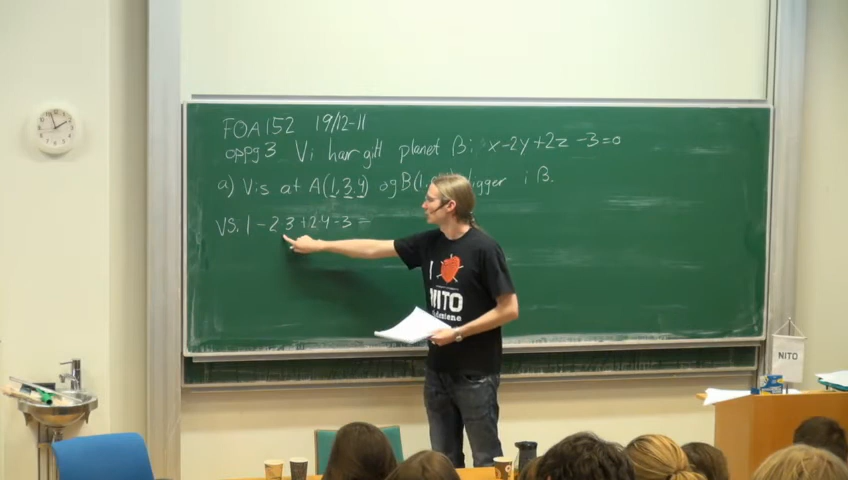 FOA152 19/12-11
oppg 3 Vi har gitt planet β: x-2y+2z-3=0
a) Vis at A(1,3,4) og B(1, ligger i β.
VS. 1-2·3+2·4-3=
I
NITO
Studentene
NITO